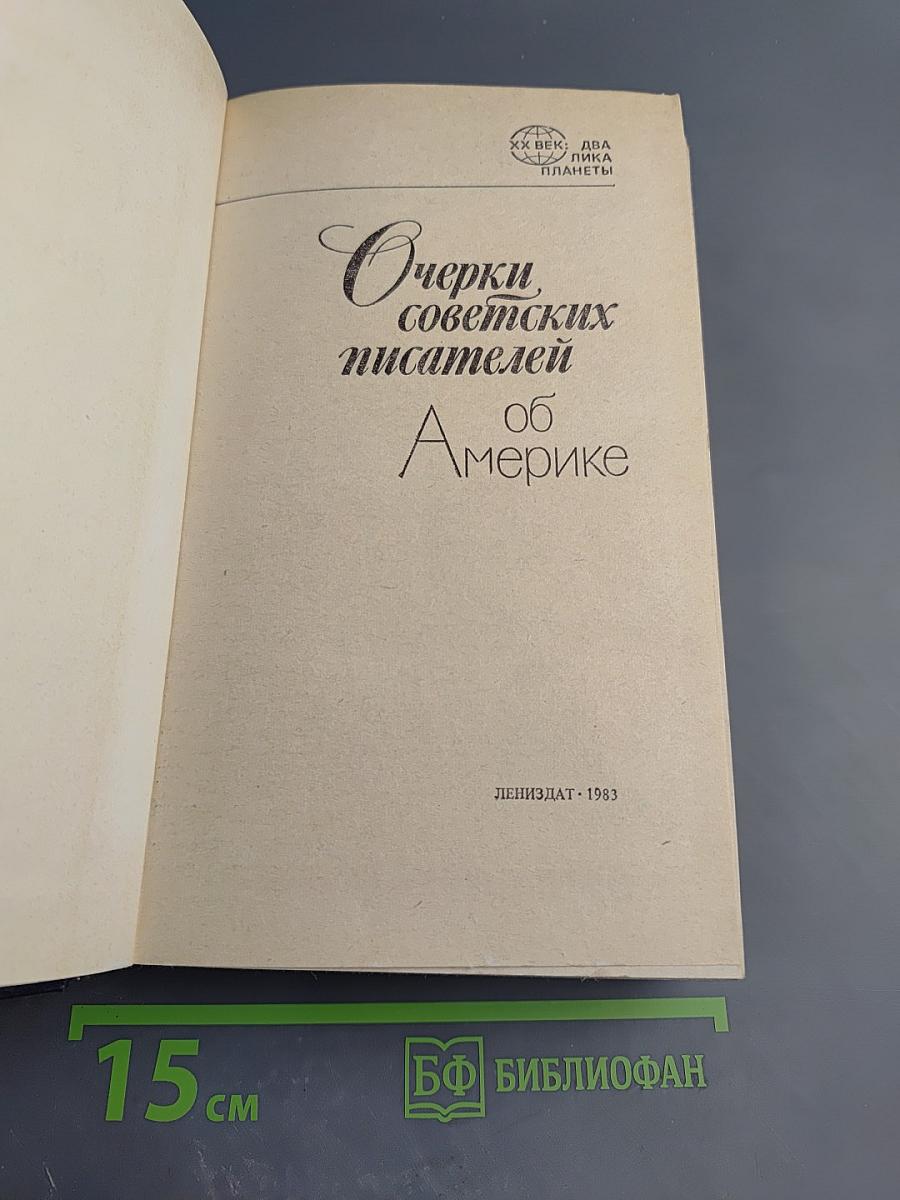 XX ВЕК: ДВА
ЛИКА
ПЛАНЕТЫ
Очерки
советских
писателей
об
Америке
ЛЕНИЗДАТ · 1983
15 см
БФ БИБЛИОФАН